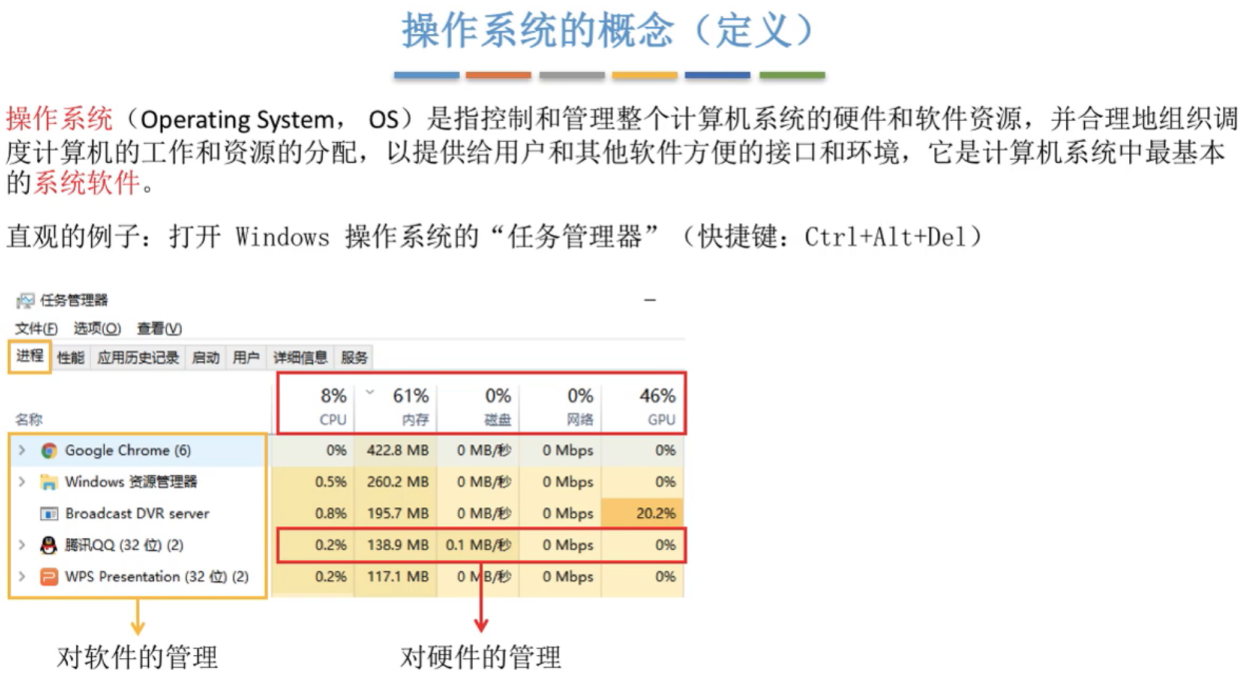 操作系统的概念（定义）
操作系统（Operating System， OS）是指控制和管理整个计算机系统的硬件和软件资源，并合理地组织调
度计算机的工作和资源的分配，以提供给用户和其他软件方便的接口和环境，它是计算机系统中最基本
的系统软件。
直观的例子：打开 Windows 操作系统的“任务管理器”（快捷键：Ctrl+Alt+Del）
任务管理器
文件(F) 选项(O) 查看(V)
进程 性能 应用历史记录 启动 用户 详细信息 服务
8% 61% 0% 0% 46%
名称 CPU 内存 磁盘 网络 GPU
Google Chrome (6) 0% 422.8 MB 0 MB/秒 0 Mbps 0%
Windows 资源管理器 0.5% 260.2 MB 0 MB/秒 0 Mbps 0%
Broadcast DVR server 0.8% 195.7 MB 0 MB/秒 0 Mbps 20.2%
腾讯QQ (32 位) (2) 0.2% 138.9 MB 0.1 MB/秒 0 Mbps 0%
WPS Presentation (32 位) (2) 0.2% 117.1 MB 0 MB/秒 0 Mbps 0%
对软件的管理 对硬件的管理